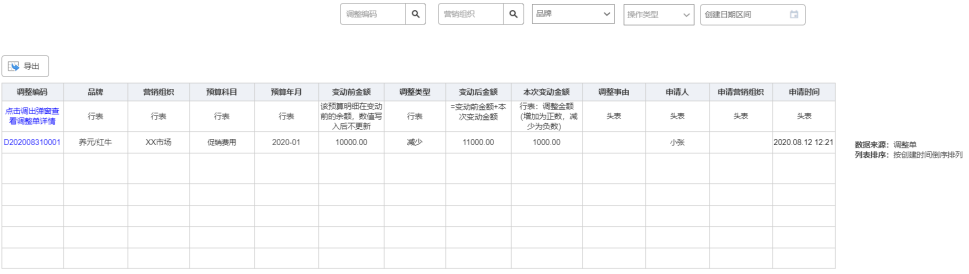 调整编码 营销组织 品牌 操作类型 创建日期区间
导出
调整编码 品牌 营销组织 预算科目 预算年月 变动前金额 调整类型 变动后金额 本次变动金额 调整事由 申请人 申请营销组织 申请时间
点击调出弹窗查
看调整单详情
行表
行表
行表
行表
该预算明细在变动
前的余额，数值写
入后不更新
行表
=变动前金额+本
次变动金额
行表：调整金额
(增加为正数，减
少为负数)
头表
头表
头表
头表
D202008310001 养元/红牛 XX市场 促销费用 2020-01 10000.00 减少 11000.00 1000.00 小张 2020.08.12 12:21
数据来源：调整单
列表排序：按创建时间倒序排列